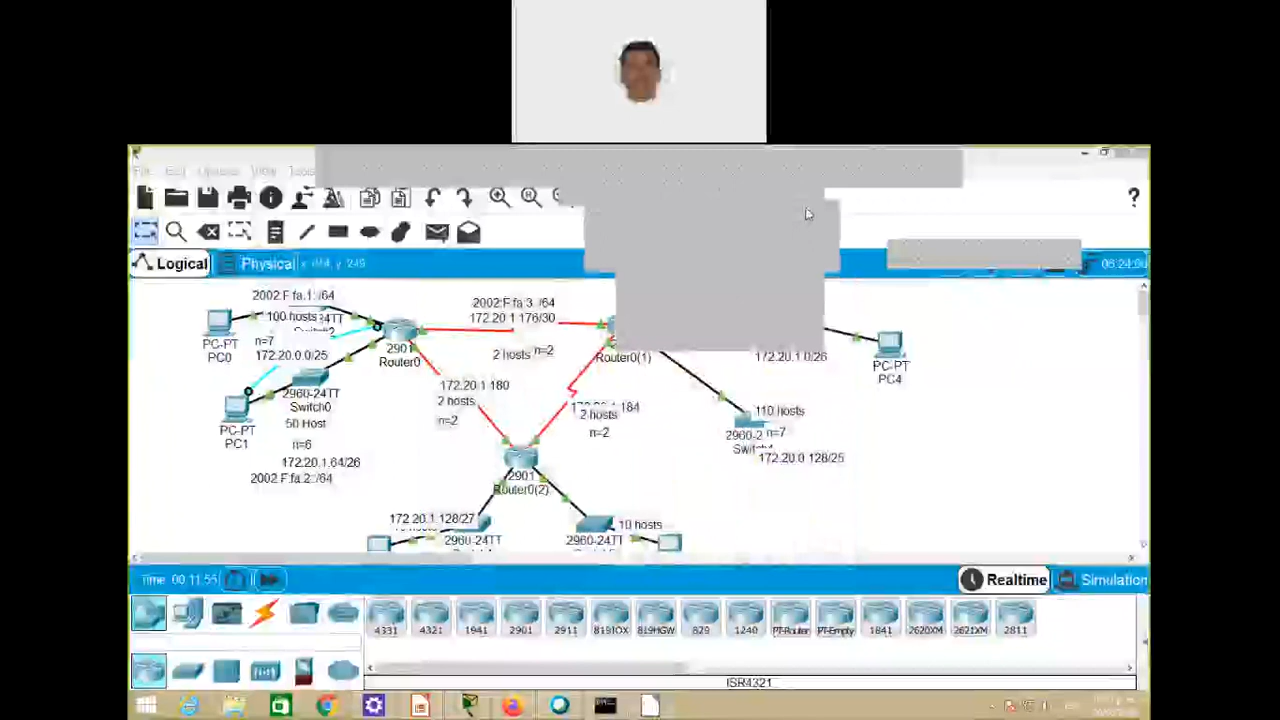 Logical
Physical
x: 644, y: 249
2002:F:fa:1::/64
100 hosts
n=7
172.20.0.0/25
PC-PT
PC0
2901
Router0
2002:F:fa:3::/64
172.20.1.176/30
2 hosts
n=2
Router0(1)
172.20.1.0/26
PC-PT
PC4
2960-24TT
Switch0
50 Host
n=6
172.20.1.64/26
2002:F:fa:2::/64
PC-PT
PC1
172.20.1.180
2 hosts
n=2
2 hosts
n=2
110 hosts
n=7
172.20.0.128/25
2901
Router0(2)
172.20.1.128/27
2960-24TT
10 hosts
2960-24TT
Time: 00:11:55
Realtime
Simulation
4331
4321
1941
2901
2911
819IOX
819HGW
829
1240
PT-Router
PT-Empty
1841
2620XM
2621XM
2811
ISR4321